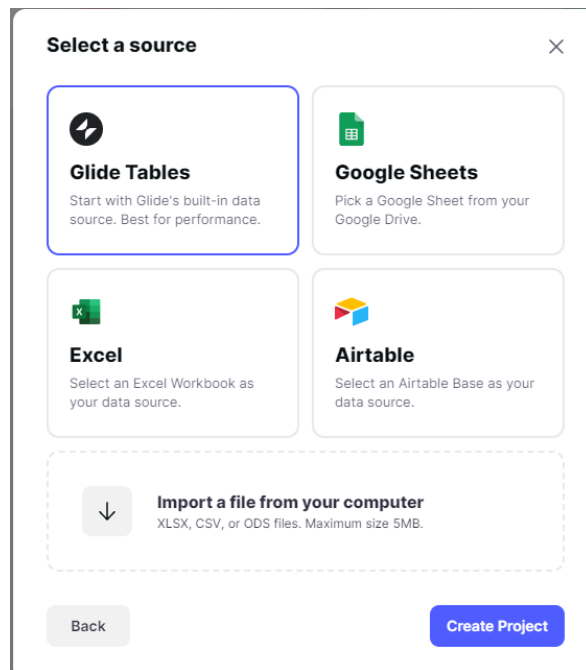 Select a source
Glide Tables
Start with Glide's built-in data
source. Best for performance.
Google Sheets
Pick a Google Sheet from your
Google Drive.
Excel
Select an Excel Workbook as
your data source.
Airtable
Select an Airtable Base as your
data source.
Import a file from your computer
XLSX, CSV, or ODS files. Maximum size 5MB.
Back
Create Project